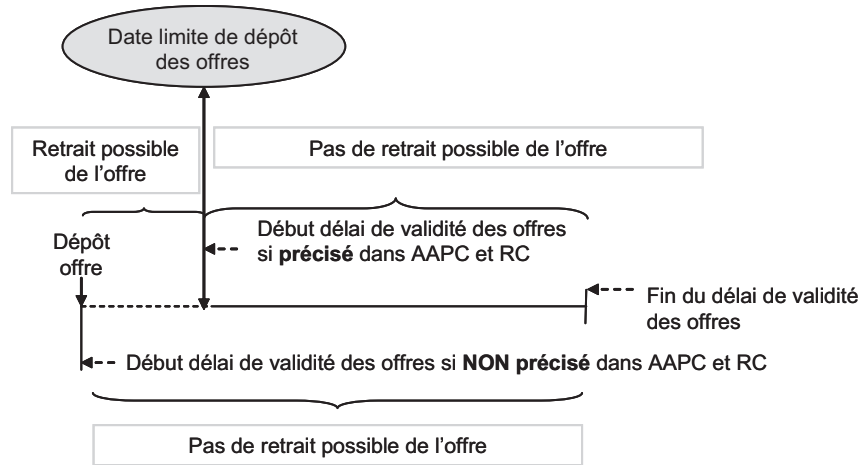 Date limite de dépôt
des offres
Retrait possible
de l’offre
Pas de retrait possible de l’offre
Dépôt
offre
Début délai de validité des offres
si précisé dans AAPC et RC
Fin du délai de validité
des offres
Début délai de validité des offres si NON précisé dans AAPC et RC
Pas de retrait possible de l’offre